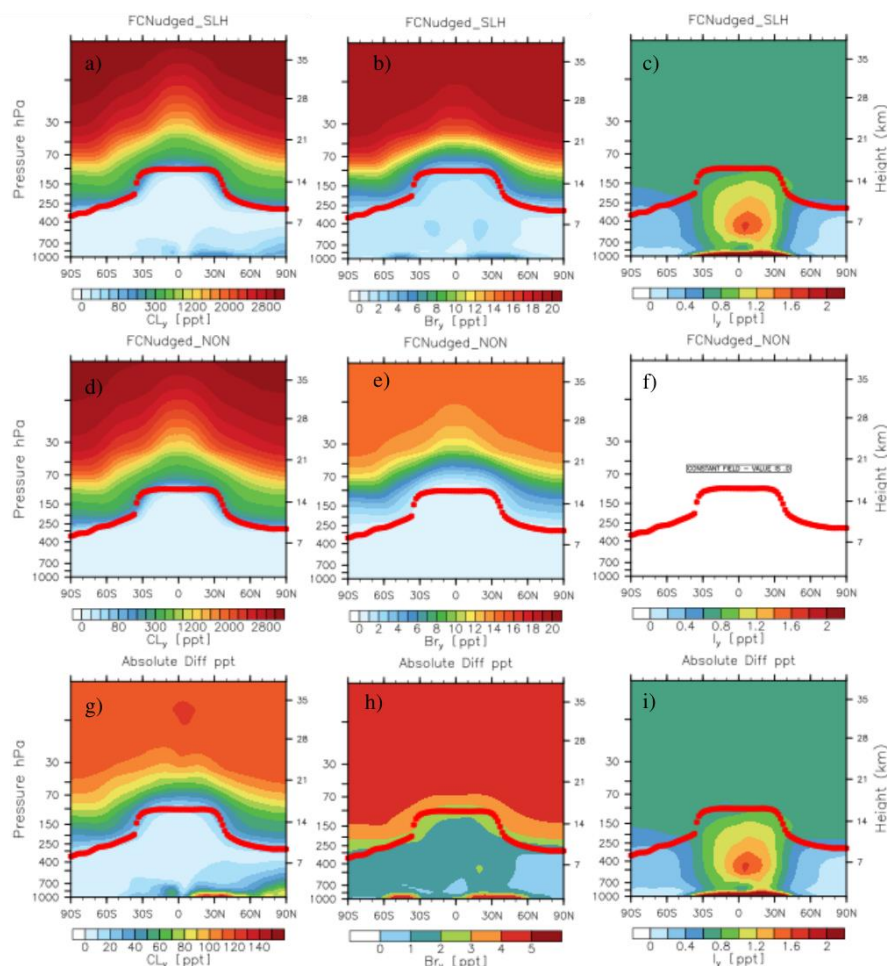 FCNudged_SLH FCNudged_SLH FCNudged_SLH
a) b) c)
35 35 35
28 28 28
30 30 30
21 21 21
70 70 70
14 14 14
150 150 150
250 250 250
400 400 400
7 7 7
700 700 700
1000 1000 1000
Pressure hPa
Height (km)
90S 60S 30S 0 30N 60N 90N 90S 60S 30S 0 30N 60N 90N 90S 60S 30S 0 30N 60N 90N
0 80 300 1200 2000 2800 0 2 4 6 8 10 12 14 16 18 20 0 0.4 0.8 1.2 1.6 2
CLy [ppt] Bry [ppt] Iy [ppt]
FCNudged_NON FCNudged_NON FCNudged_NON
d) e) f)
35 35 35
28 28 28
30 30 30
CONSTANT FIELD - VALUE IS
21 21 21
70 70 70
14 14 14
150 150 150
250 250 250
400 400 400
7 7 7
700 700 700
1000 1000 1000
Pressure hPa
Height (km)
90S 60S 30S 0 30N 60N 90N 90S 60S 30S 0 30N 60N 90N 90S 60S 30S 0 30N 60N 90N
0 80 300 1200 2000 2800 0 2 4 6 8 10 12 14 16 18 20 0 0.4 0.8 1.2 1.6 2
CLy [ppt] Bry [ppt] Iy [ppt]
Absolute Diff ppt Absolute Diff ppt Absolute Diff ppt
g) h) i)
35 35 35
28 28 28
30 30 30
21 21 21
70 70 70
14 14 14
150 150 150
250 250 250
400 400 400
7 7 7
700 700 700
1000 1000 1000
Pressure hPa
Height (km)
90S 60S 30S 0 30N 60N 90N 90S 60S 30S 0 30N 60N 90N 90S 60S 30S 0 30N 60N 90N
0 20 40 60 80 100 120 140 0 1 2 3 4 5 0 0.4 0.8 1.2 1.6 2
CLy [ppt] Bry [ppt] Iy [ppt]